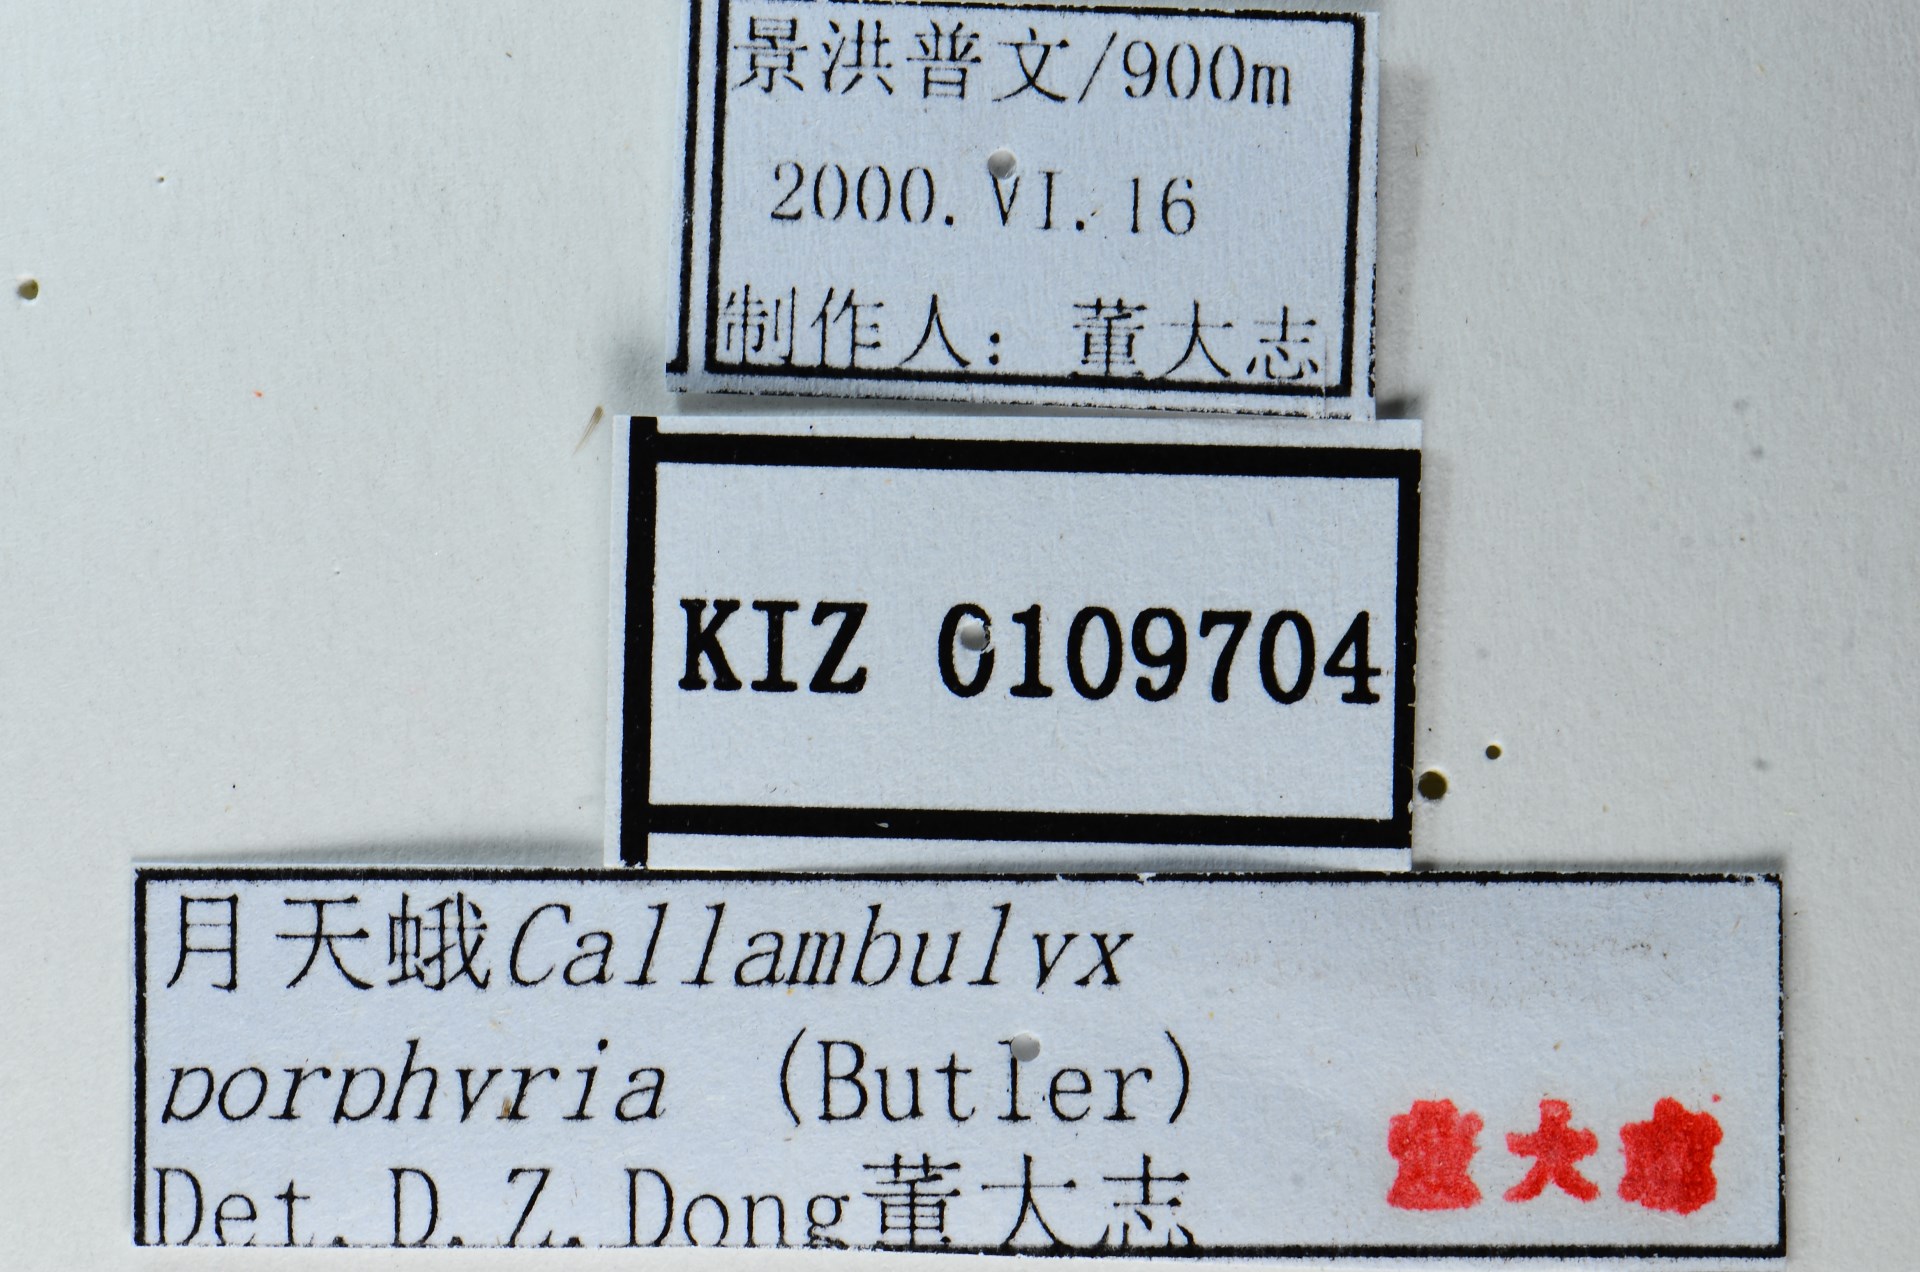 景洪普文/900m
2000.VI.16
制作人：董大志
KIZ 0109704
月天蛾Callambulyx
porphyria (Butler)
Det.D.Z.Dong董大志
董大志